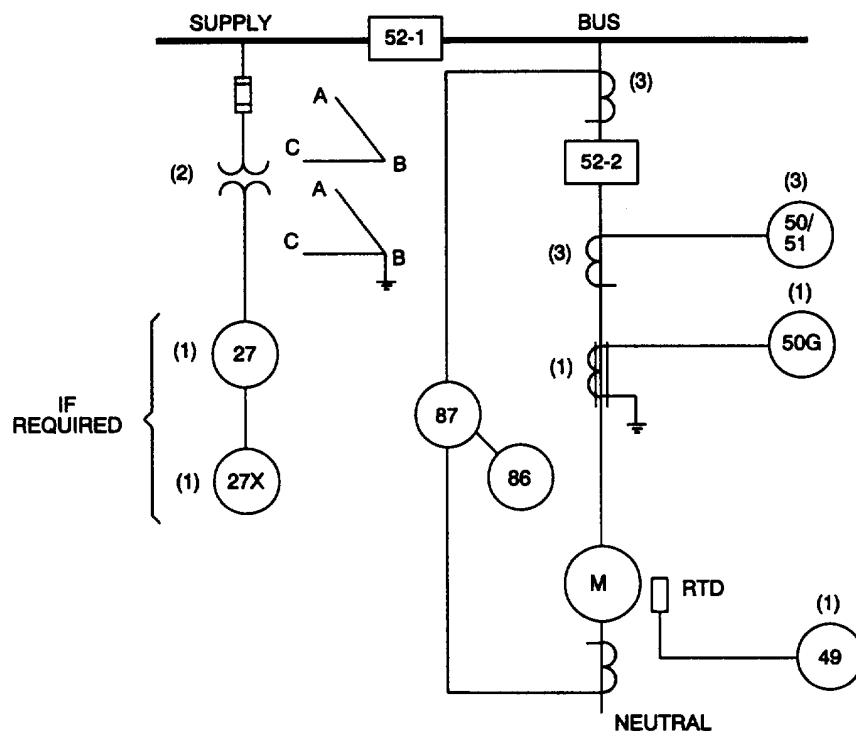 SUPPLY
52-1
BUS
(3)
A
C
B
(2)
52-2
A
C
B
(3)
50/
51
(3)
(1)
50G
(1)
(1)
27
IF
REQUIRED
87
86
(1)
27X
M
RTD
(1)
49
NEUTRAL